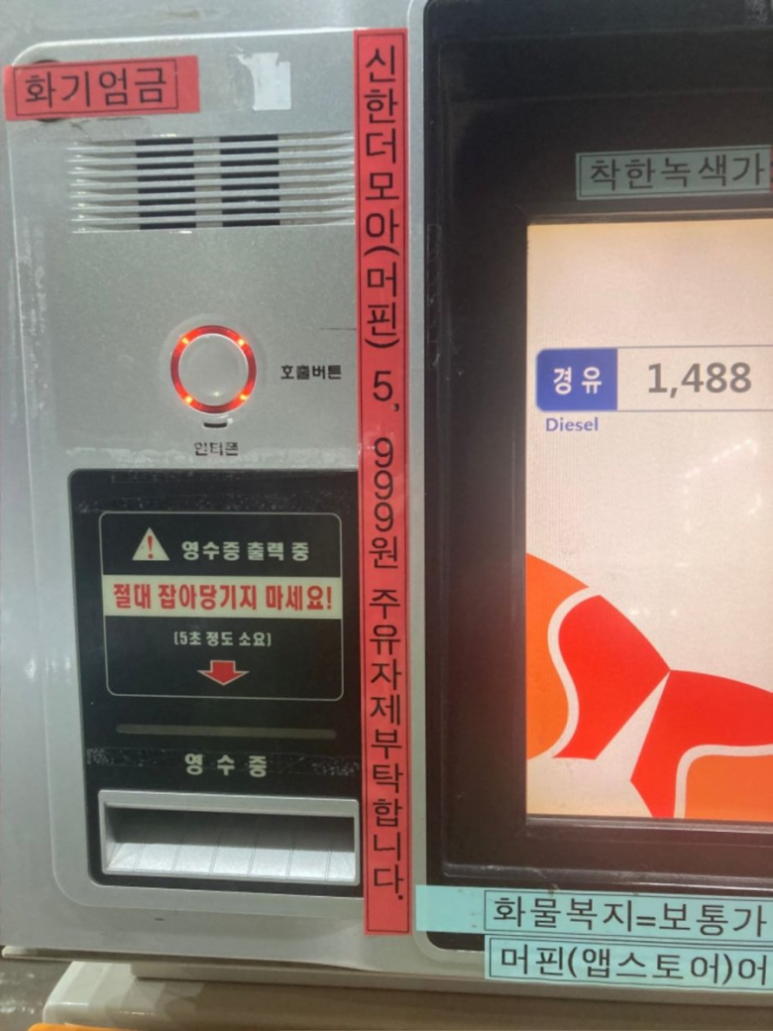 화기엄금
신한더모아(머핀) 5, 999원 주유자제부탁합니다.
착한녹색가
호출버튼
인터폰
경유 1,488
Diesel
영수증 출력 중
절대 잡아당기지 마세요!
(5초 정도 소요)
영수증
화물복지=보통가
머핀(앱스토어)어